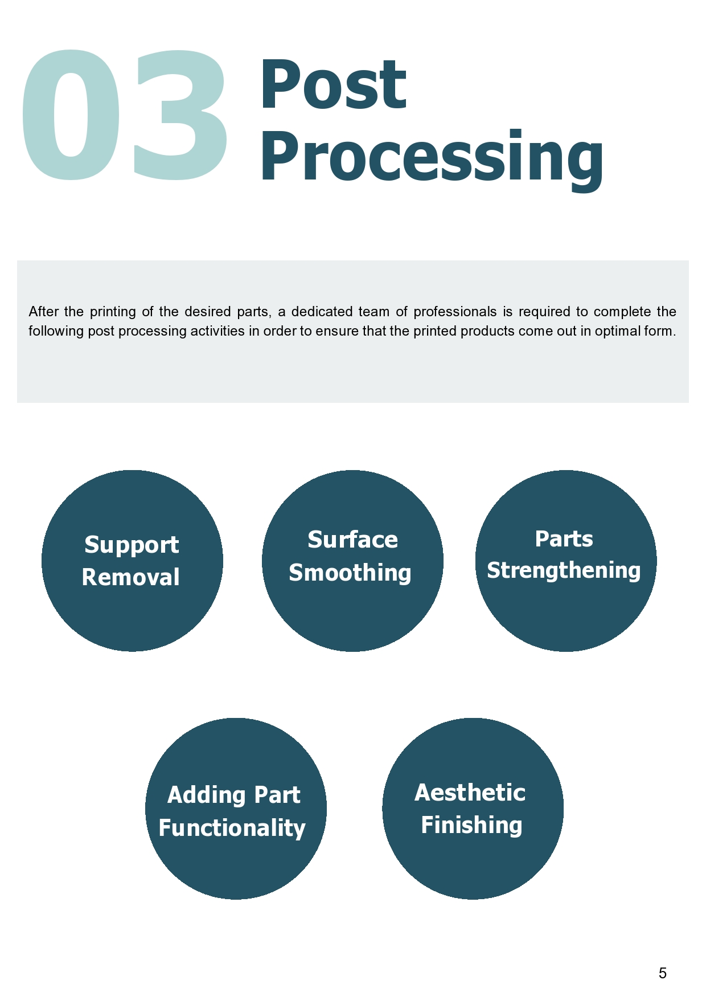 03
Post
Processing
After the printing of the desired parts, a dedicated team of professionals is required to complete the
following post processing activities in order to ensure that the printed products come out in optimal form.
Support
Removal
Surface
Smoothing
Parts
Strengthening
Adding Part
Functionality
Aesthetic
Finishing
5